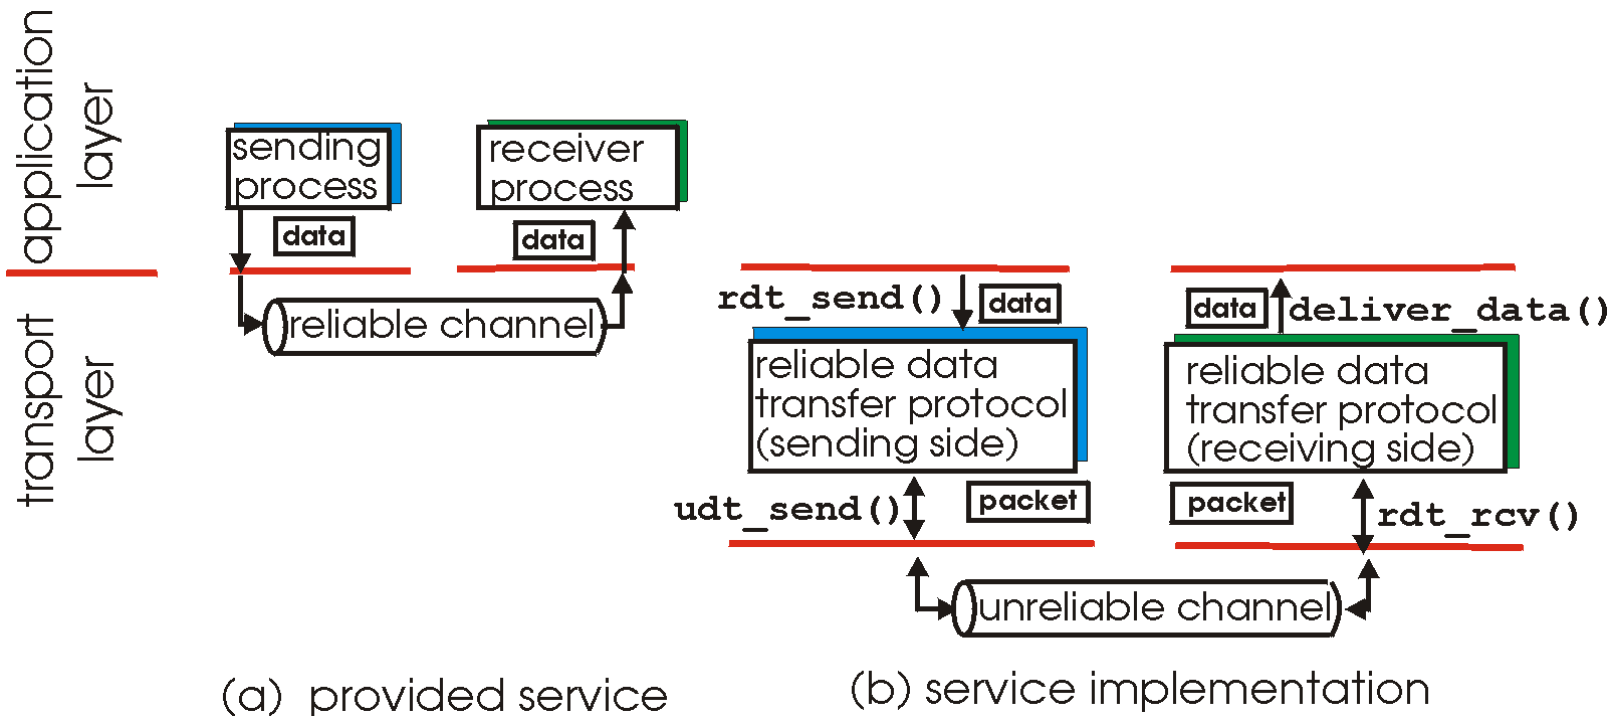 application
layer
transport
layer
sending
process
receiver
process
data
data
reliable channel
(a) provided service
rdt_send()
data
data
deliver_data()
reliable data
transfer protocol
(sending side)
reliable data
transfer protocol
(receiving side)
udt_send()
packet
packet
rdt_rcv()
unreliable channel
(b) service implementation